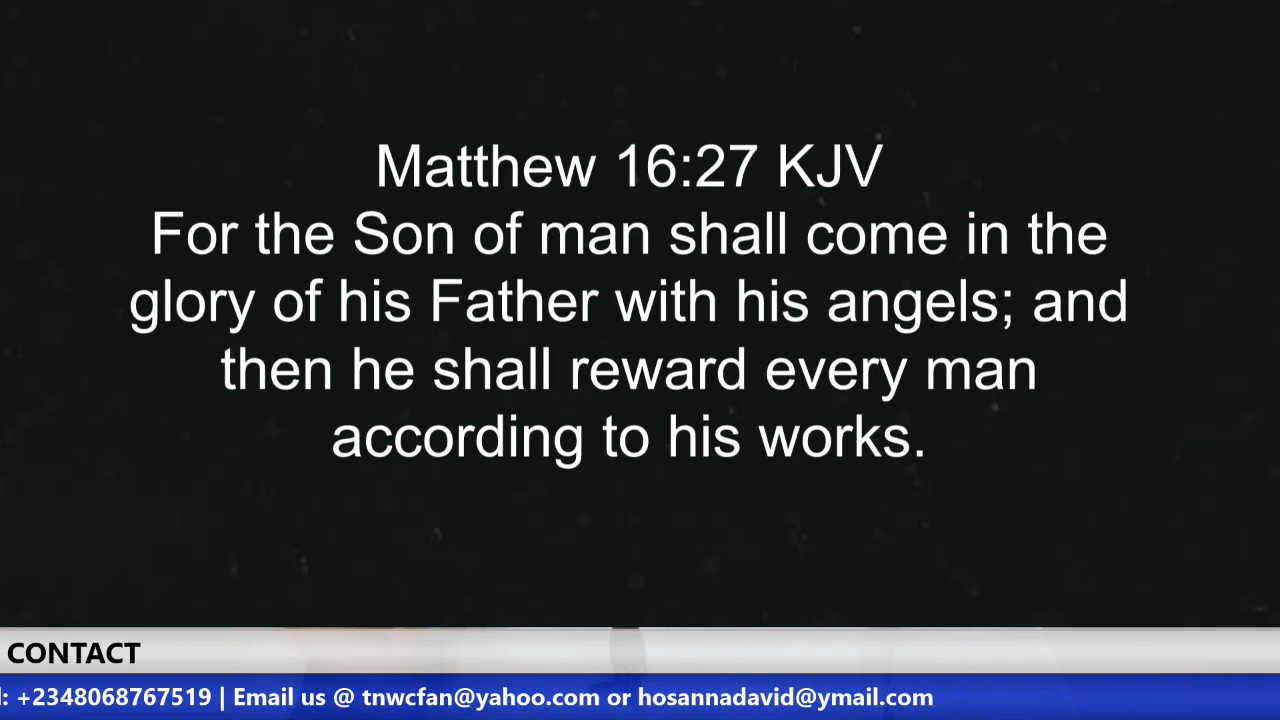 Matthew 16:27 KJV
For the Son of man shall come in the
glory of his Father with his angels; and
then he shall reward every man
according to his works.
CONTACT
: +2348068767519 | Email us @ tnwcfan@yahoo.com or hosannadavid@ymail.com